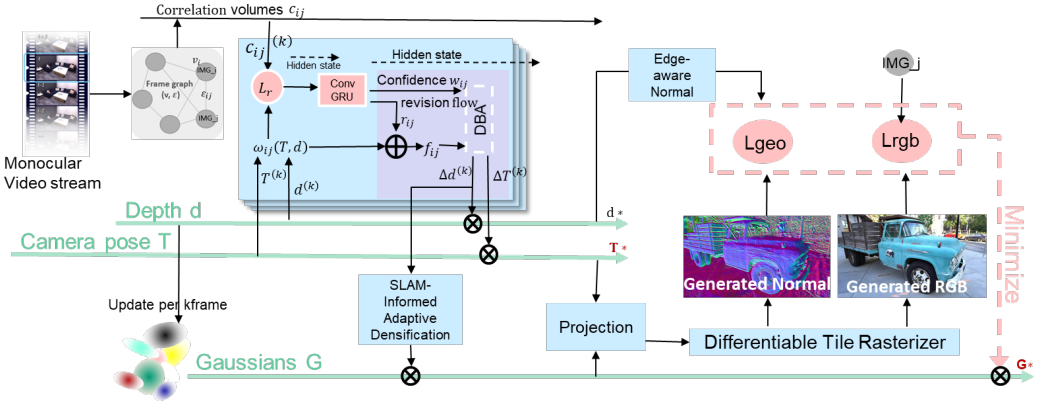 Correlation volumes c_ij
Monocular
Video stream
v_i
IMG_i
Frame graph
(v, ε)
ε_ij
IMG_j
c_ij^(k)
Hidden state
Hidden state
L_r
Conv
GRU
Confidence w_ij
revision flow
r_ij
DBA
ω_ij(T, d)
f_ij
T^(k)
d^(k)
Δd^(k)
ΔT^(k)
Depth d
d*
Camera pose T
T*
Update per kframe
SLAM-
Informed
Adaptive
Densification
Gaussians G
G*
Edge-
aware
Normal
IMG_j
Lgeo
Lrgb
Minimize
Generated Normal
Generated RGB
Projection
Differentiable Tile Rasterizer